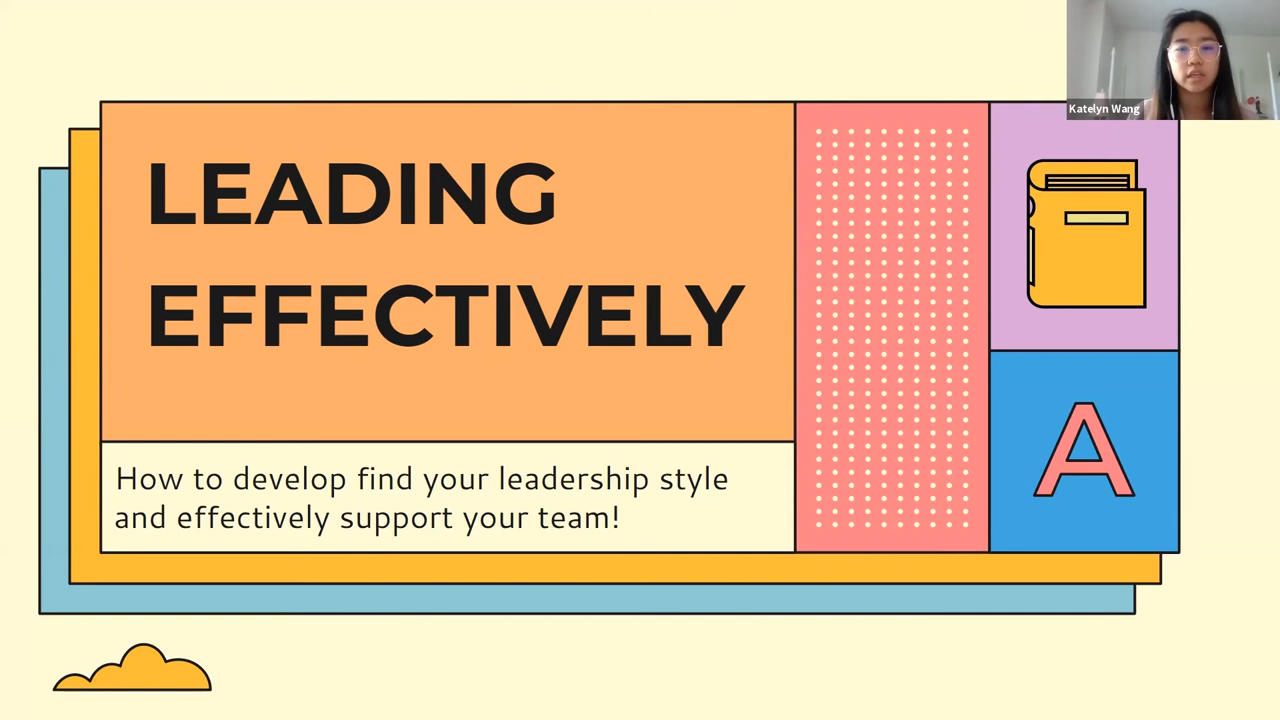 Katelyn Wang
LEADING
EFFECTIVELY
A
How to develop find your leadership style
and effectively support your team!